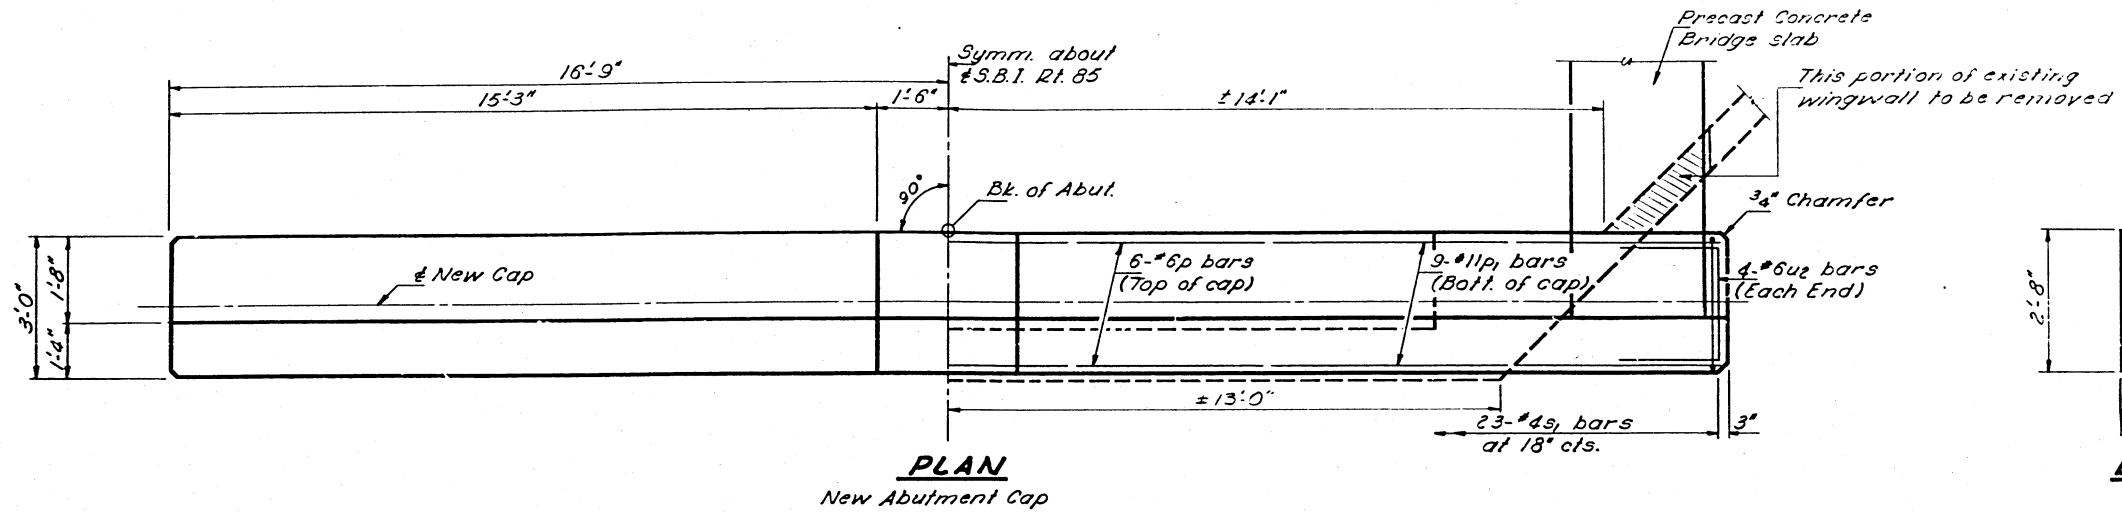 Precast Concrete
Bridge slab
Symm. about
℄ S.B.I. Rt. 85
16'-9"
15'-3"
1'-6"
±14'-1"
This portion of existing
wingwall to be removed
90°
Bk. of Abut.
3/4" Chamfer
℄ New Cap
6-#6p bars
(Top of cap)
9-#11p₁ bars
(Bott. of cap)
4-#6u₂ bars
(Each End)
3'-0"
1'-8"
1'-4"
2'-8"
±13'-0"
23-#4s₁ bars
at 18" cts.
3"
PLAN
New Abutment Cap